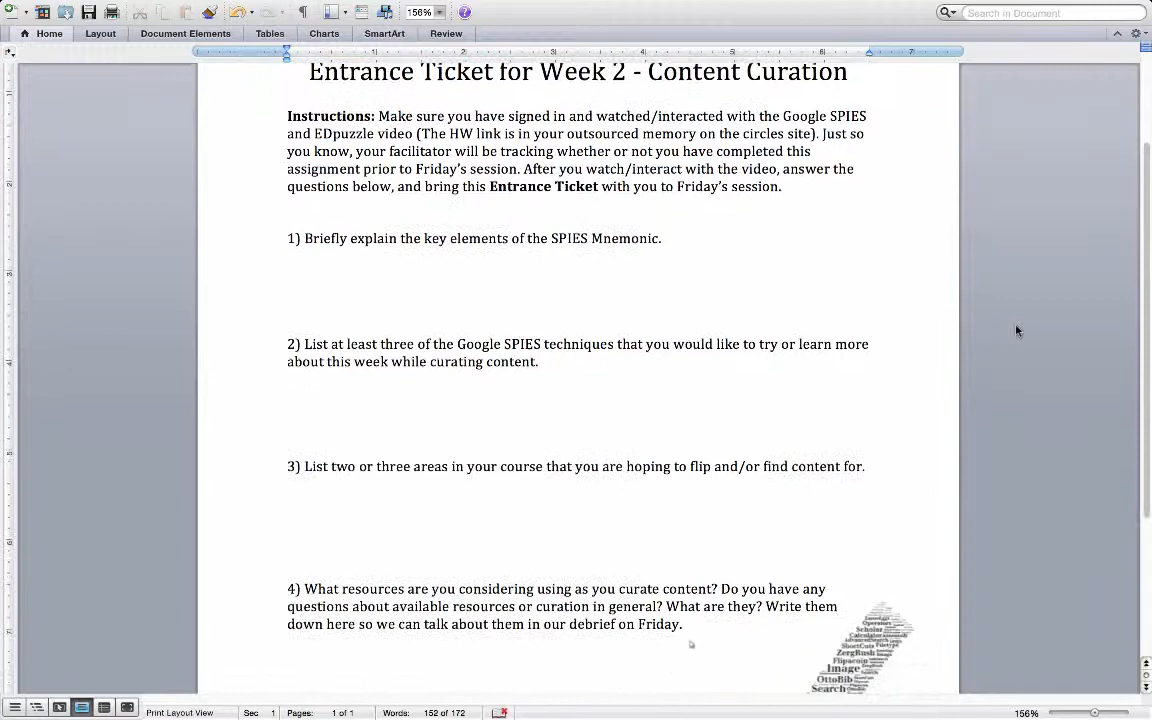 156%
Search in Document
Home Layout Document Elements Tables Charts SmartArt Review
Entrance Ticket for Week 2 - Content Curation
Instructions: Make sure you have signed in and watched/interacted with the Google SPIES
and EDpuzzle video (The HW link is in your outsourced memory on the circles site). Just so
you know, your facilitator will be tracking whether or not you have completed this
assignment prior to Friday's session. After you watch/interact with the video, answer the
questions below, and bring this Entrance Ticket with you to Friday's session.
1) Briefly explain the key elements of the SPIES Mnemonic.
2) List at least three of the Google SPIES techniques that you would like to try or learn more
about this week while curating content.
3) List two or three areas in your course that you are hoping to flip and/or find content for.
4) What resources are you considering using as you curate content? Do you have any
questions about available resources or curation in general? What are they? Write them
down here so we can talk about them in our debrief on Friday.
Operators
Scholar
Calculator
ShortCuts Filetype
ZergRush
Flipacoin
Image
OttoBib
Search
Print Layout View Sec 1 Pages: 1 of 1 Words: 152 of 172 156%